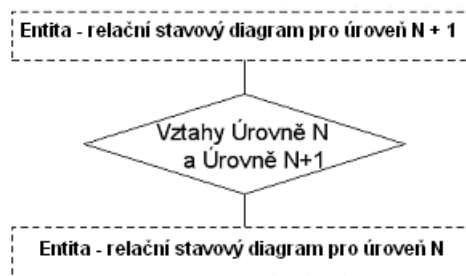 Entita - relační stavový diagram pro úroveň N + 1
Vztahy Úrovně N
a Úrovně N+1
Entita - relační stavový diagram pro úroveň N